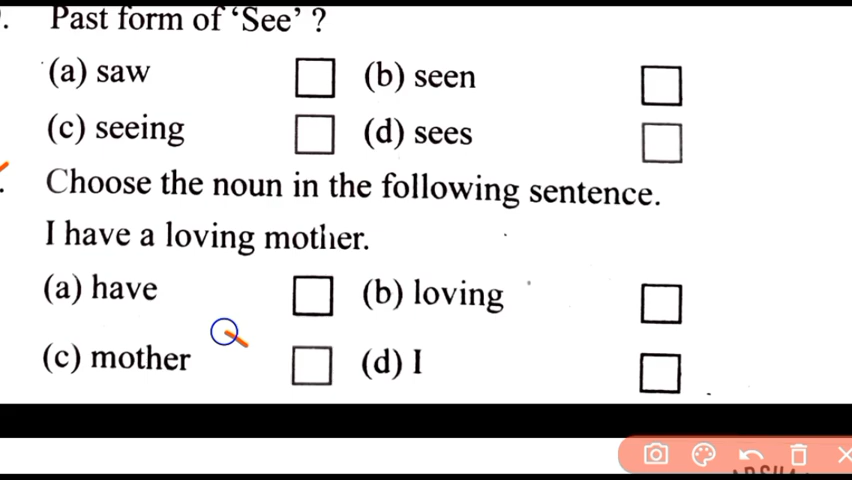 . Past form of ‘See’ ?
(a) saw (b) seen
(c) seeing (d) sees
. Choose the noun in the following sentence.
I have a loving mother.
(a) have (b) loving
(c) mother (d) I